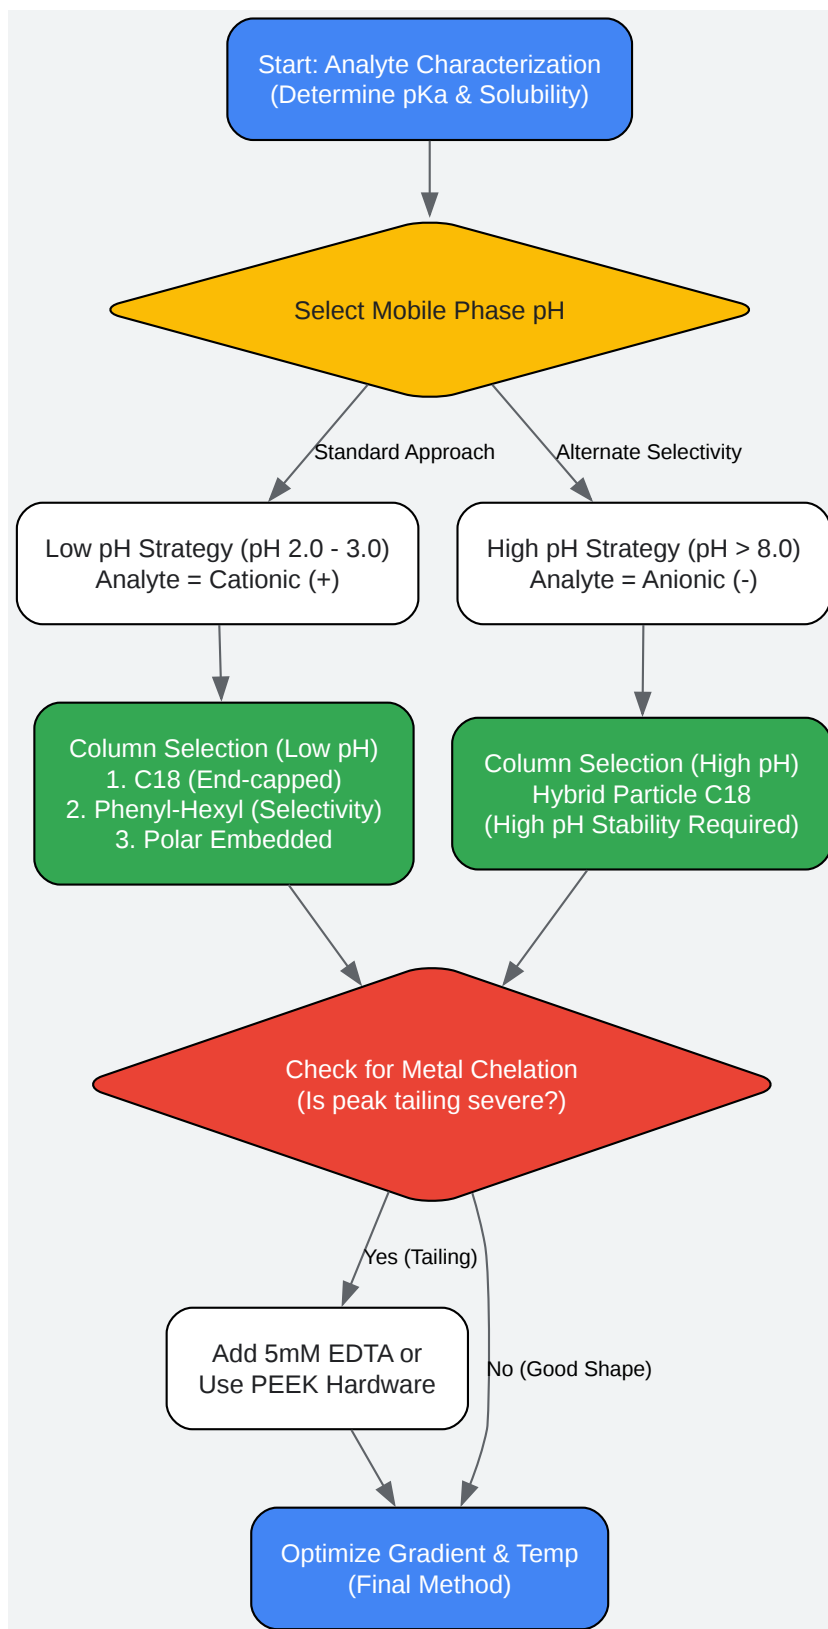 Start: Analyte Characterization
(Determine pKa & Solubility)
Select Mobile Phase pH
Standard Approach
Alternate Selectivity
Low pH Strategy (pH 2.0 - 3.0)
Analyte = Cationic (+)
High pH Strategy (pH > 8.0)
Analyte = Anionic (-)
Column Selection (Low pH)
1. C18 (End-capped)
2. Phenyl-Hexyl (Selectivity)
3. Polar Embedded
Column Selection (High pH)
Hybrid Particle C18
(High pH Stability Required)
Check for Metal Chelation
(Is peak tailing severe?)
Yes (Tailing)
Add 5mM EDTA or
Use PEEK Hardware
No (Good Shape)
Optimize Gradient & Temp
(Final Method)